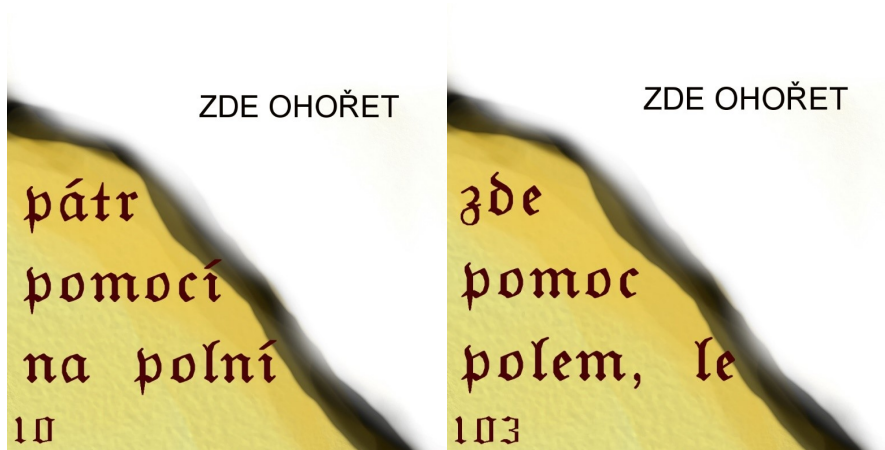 ZDE OHOŘET
pátr
pomocí
na polní
10
ZDE OHOŘET
zde
pomoc
polem, le
103